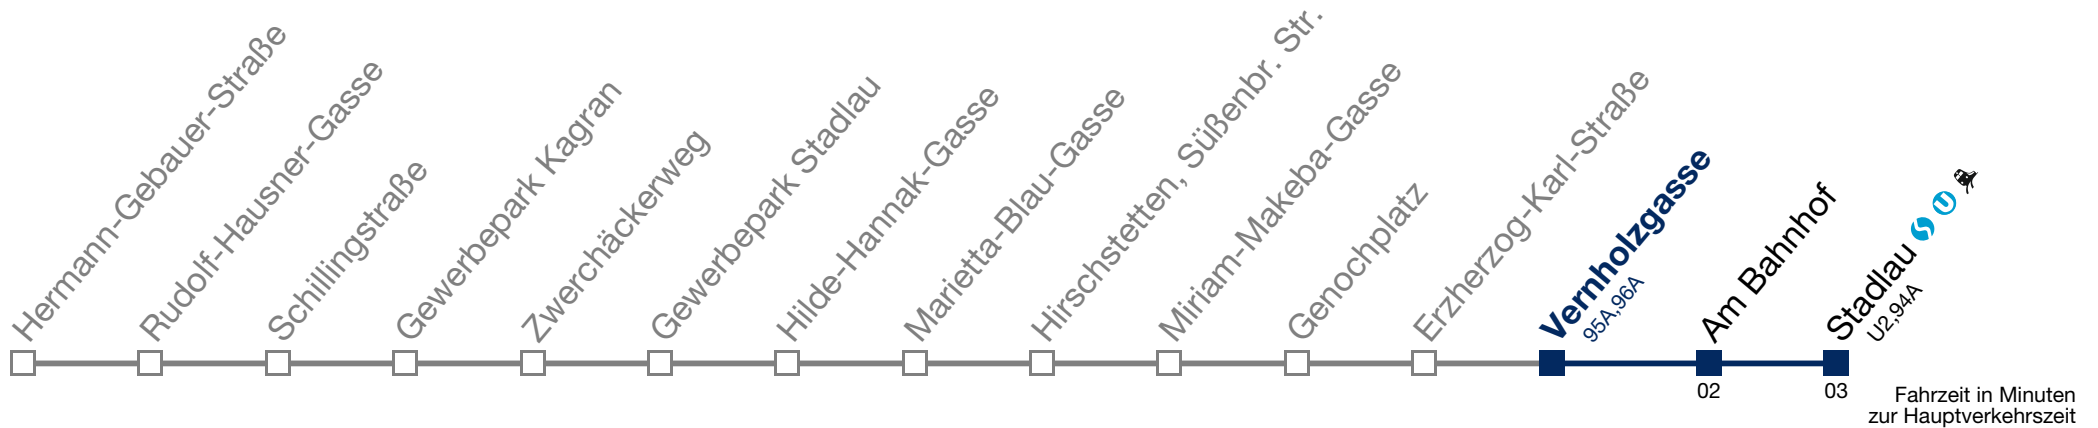 Hermann-Gebauer-Straße
Rudolf-Hausner-Gasse
Schillingstraße
Gewerbepark Kagran
Zwerchäckerweg
Gewerbepark Stadlau
Hilde-Hannak-Gasse
Marietta-Blau-Gasse
Hirschstetten, Süßenbr. Str.
Miriam-Makeba-Gasse
Genochplatz
Erzherzog-Karl-Straße
Vernholzgasse
95A,96A
Am Bahnhof
Stadlau S U
U2,94A
02
03
Fahrzeit in Minuten
zur Hauptverkehrszeit